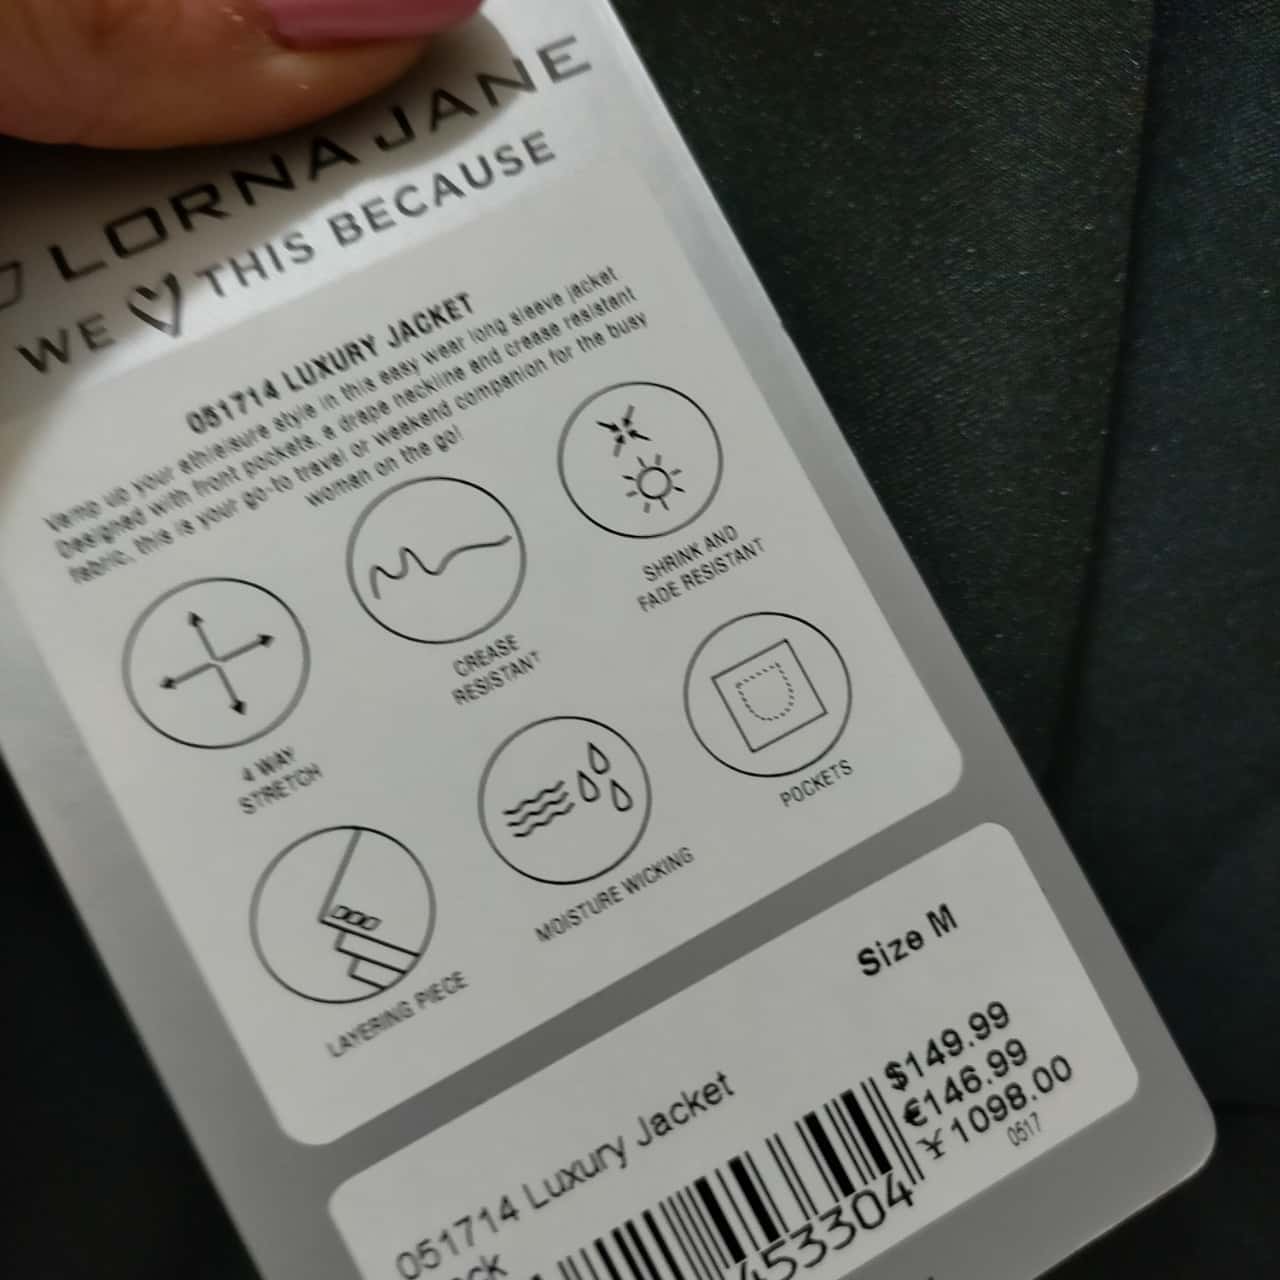 LORNA JANE
WE THIS BECAUSE
051714 LUXURY JACKET
Vamp up your athleisure style in this easy wear long sleeve jacket
Designed with front pockets, a drape neckline and crease resistant
fabric, this is your go-to travel or weekend companion for the busy
woman on the go!
4 WAY
STRETCH
CREASE
RESISTANT
SHRINK AND
FADE RESISTANT
LAYERING PIECE
MOISTURE WICKING
POCKETS
Size M
051714 Luxury Jacket
$149.99
€146.99
¥1098.00
0517
453304